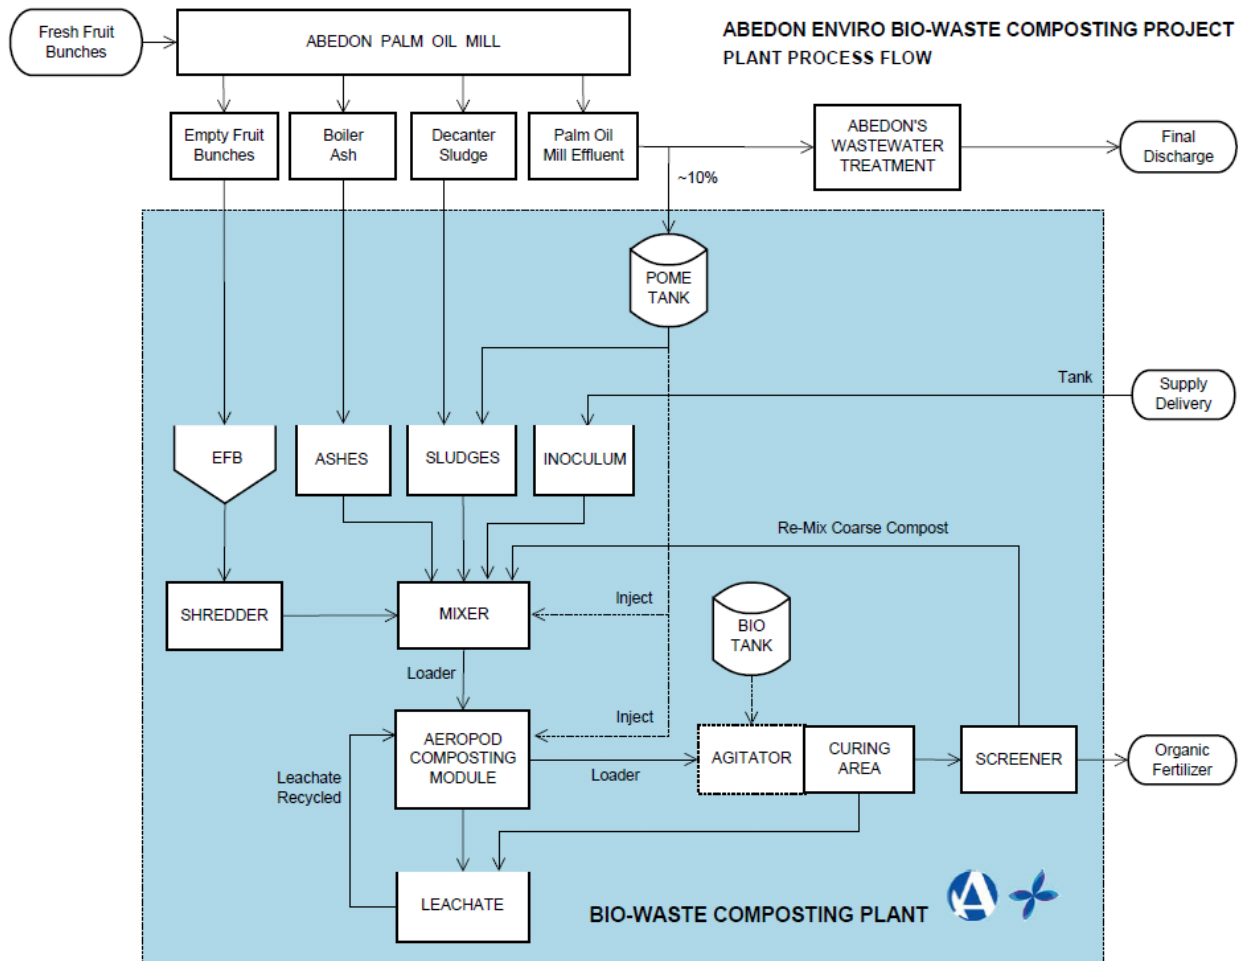 Fresh Fruit
Bunches
ABEDON PALM OIL MILL
ABEDON ENVIRO BIO-WASTE COMPOSTING PROJECT
PLANT PROCESS FLOW
Empty Fruit
Bunches
Boiler
Ash
Decanter
Sludge
Palm Oil
Mill Effluent
ABEDON'S
WASTEWATER
TREATMENT
Final
Discharge
~10%
POME
TANK
Tank
Supply
Delivery
EFB
ASHES
SLUDGES
INOCULUM
Re-Mix Coarse Compost
SHREDDER
MIXER
Inject
BIO
TANK
Loader
Inject
AEROPOD
COMPOSTING
MODULE
Loader
AGITATOR
CURING
AREA
SCREENER
Organic
Fertilizer
Leachate
Recycled
LEACHATE
BIO-WASTE COMPOSTING PLANT